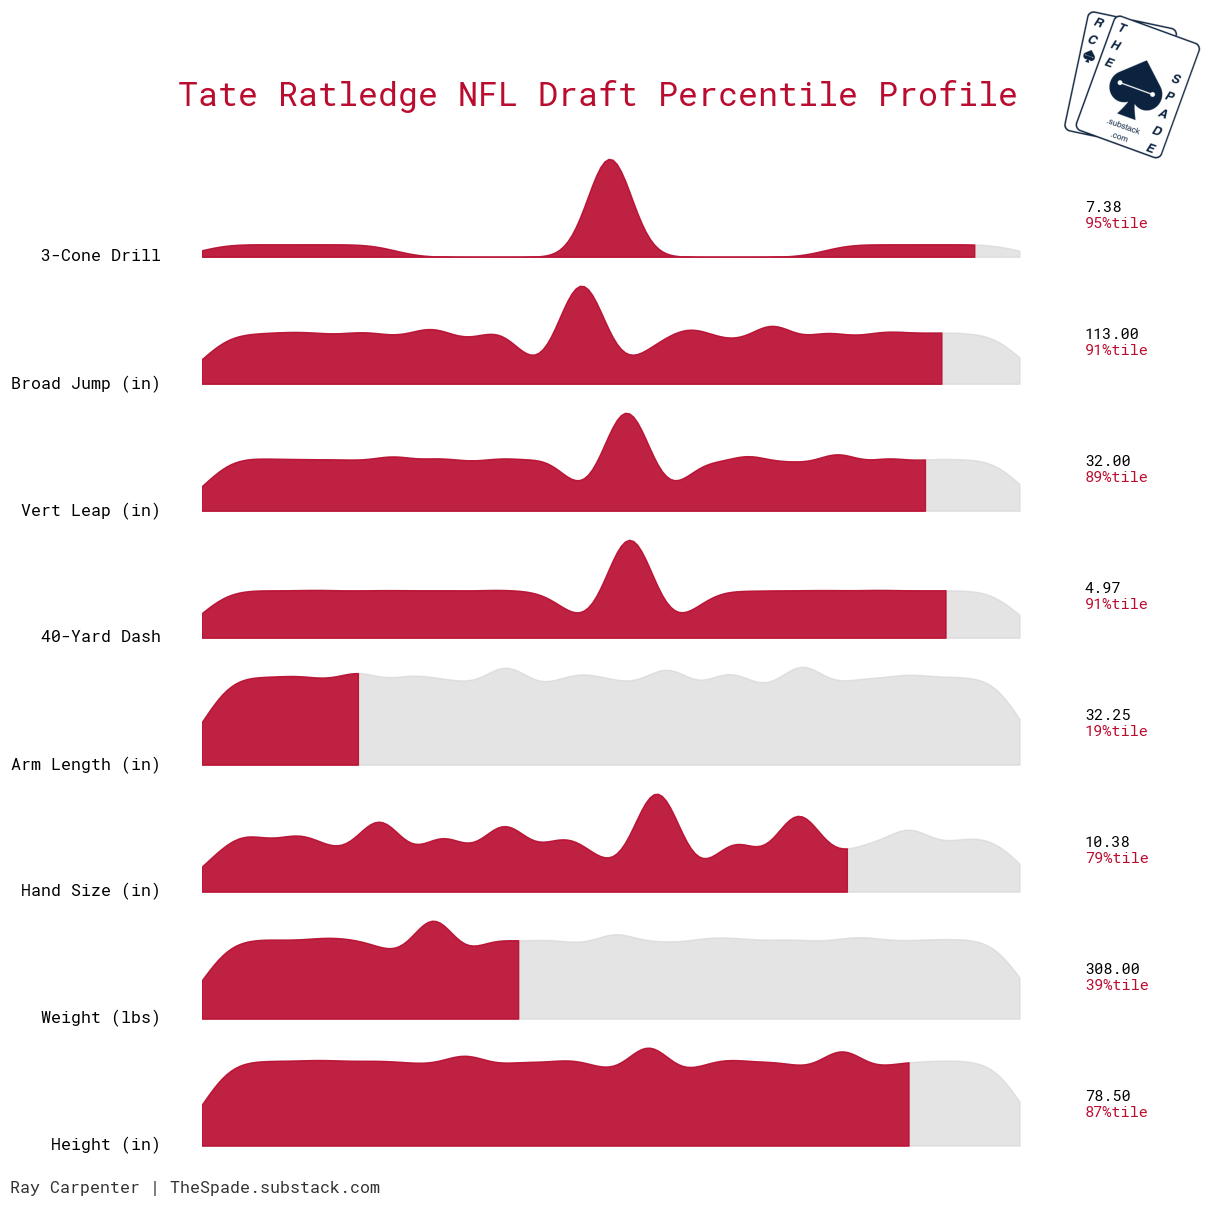 RC
THE
SPADE
.substack
.com
Tate Ratledge NFL Draft Percentile Profile
3-Cone Drill
7.38
95%tile
Broad Jump (in)
113.00
91%tile
Vert Leap (in)
32.00
89%tile
40-Yard Dash
4.97
91%tile
Arm Length (in)
32.25
19%tile
Hand Size (in)
10.38
79%tile
Weight (lbs)
308.00
39%tile
Height (in)
78.50
87%tile
Ray Carpenter | TheSpade.substack.com